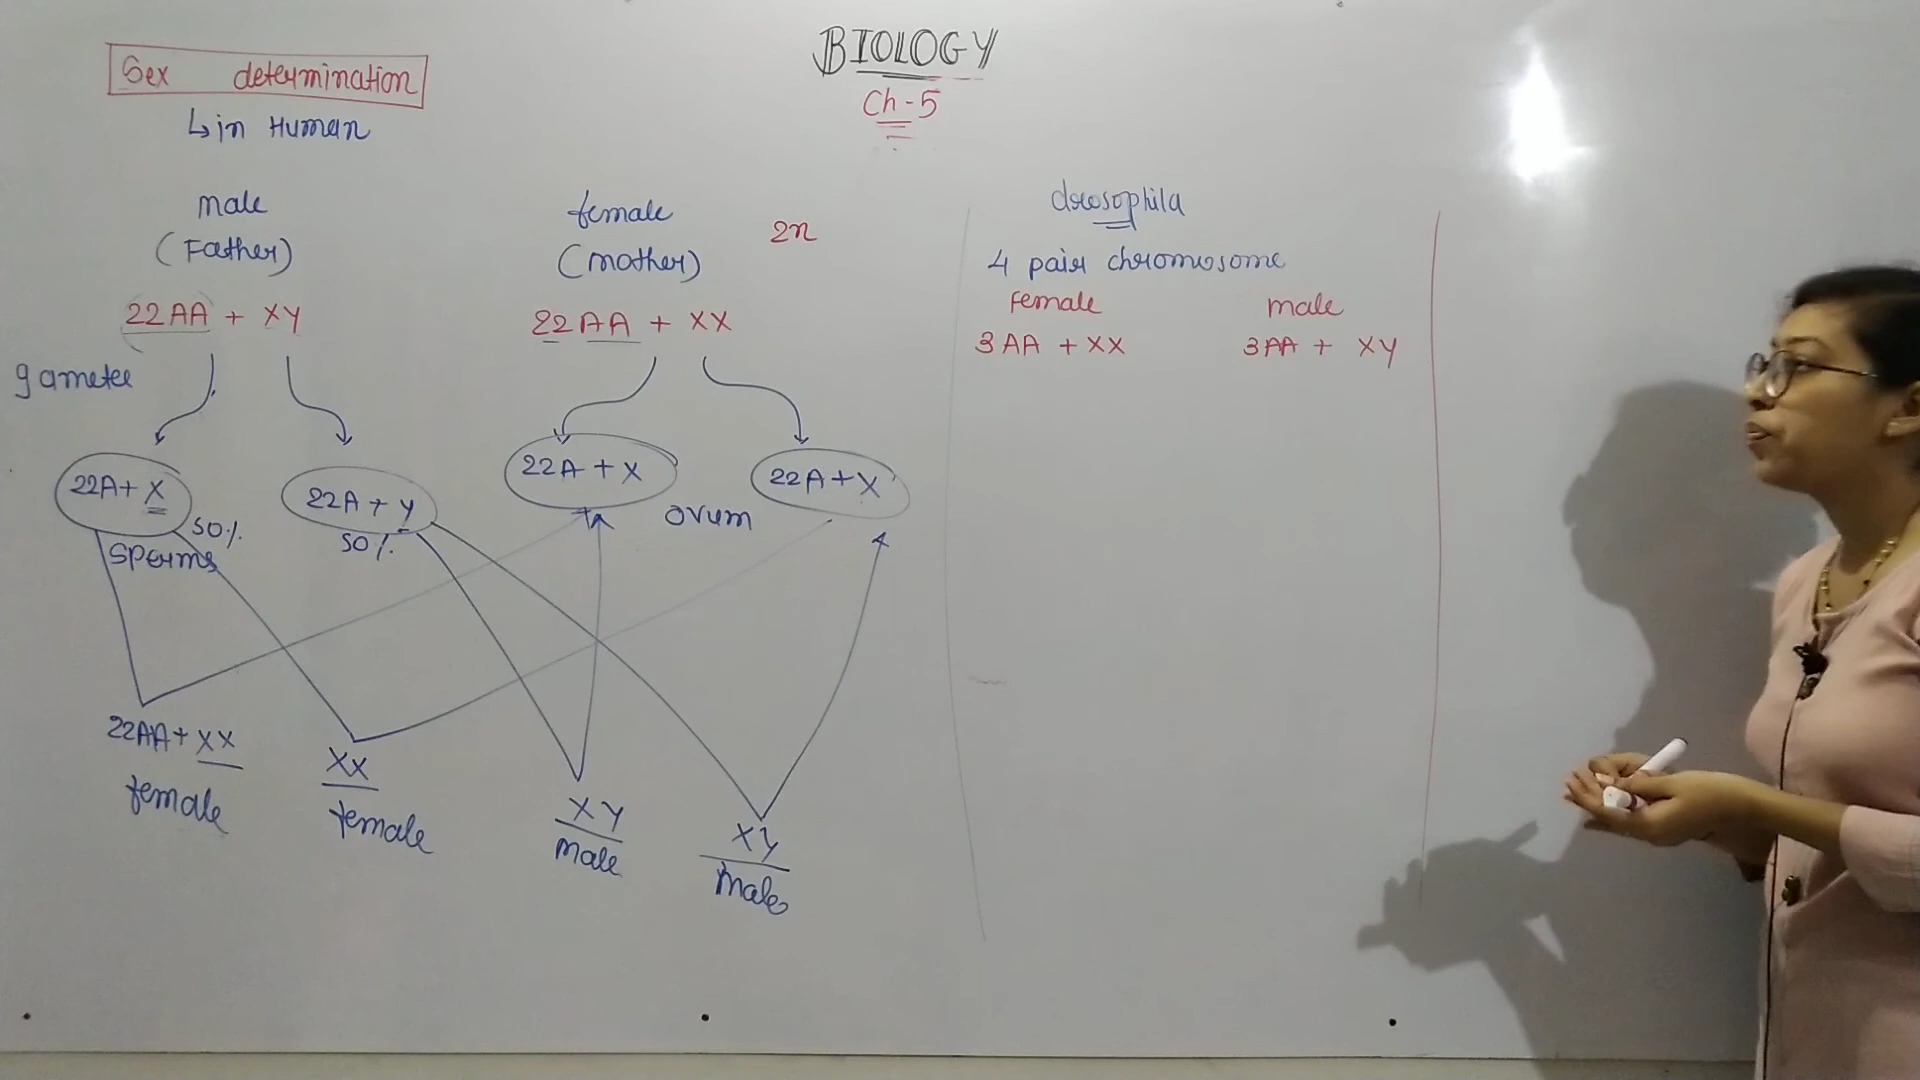 BIOLOGY
Ch-5
Sex determination
↳ in Human
male
(Father)
22AA + XY
female
(mother)
2n
22AA + XX
gametee
22A + X
50%
sperms
22A + Y
50%
22A + X
ovum
22A + X
22AA + XX
female
XX
female
XY
male
XY
male
drosophila
4 pair chromosome
female
3AA + XX
male
3AA + XY